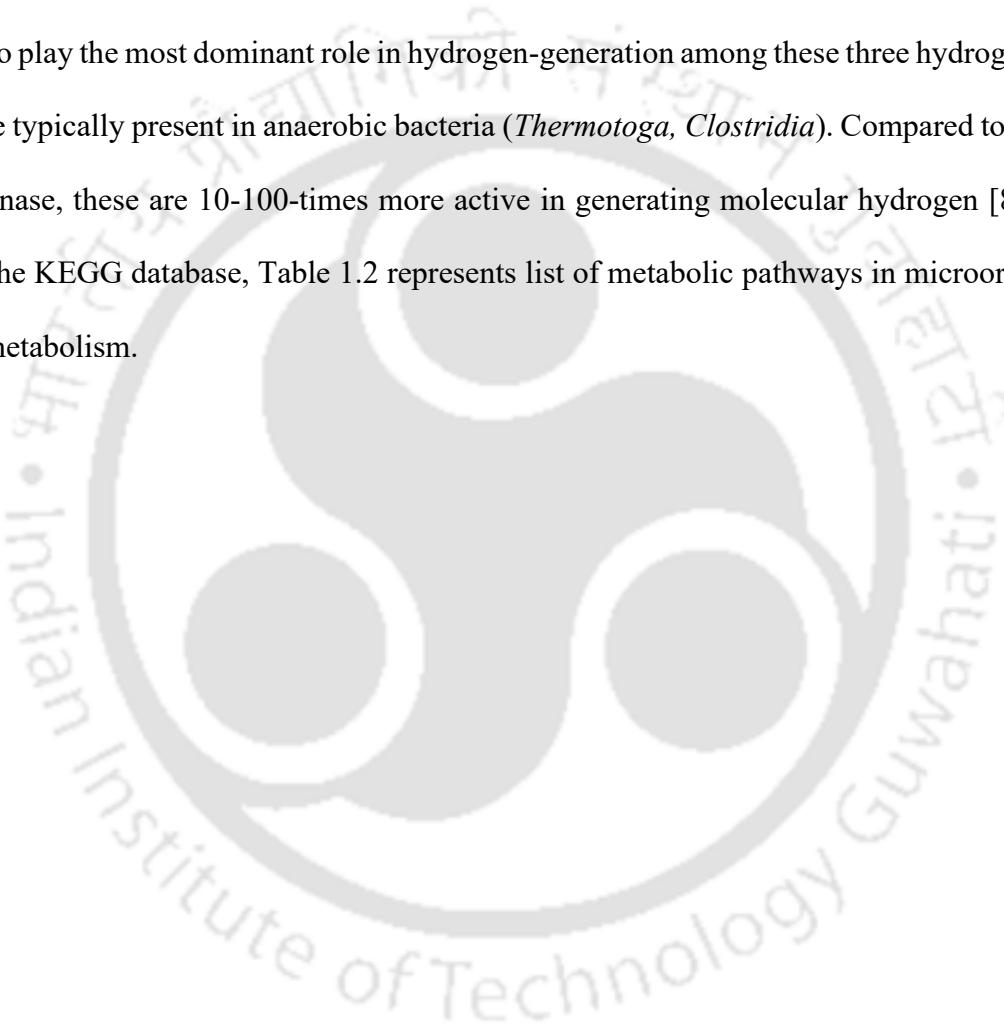 o play the most dominant role in hydrogen-generation among these three hydrog
e typically present in anaerobic bacteria (Thermotoga, Clostridia). Compared to
nase, these are 10-100-times more active in generating molecular hydrogen [8
he KEGG database, Table 1.2 represents list of metabolic pathways in microor
metabolism.
Indian Institute of Technology Guwahati